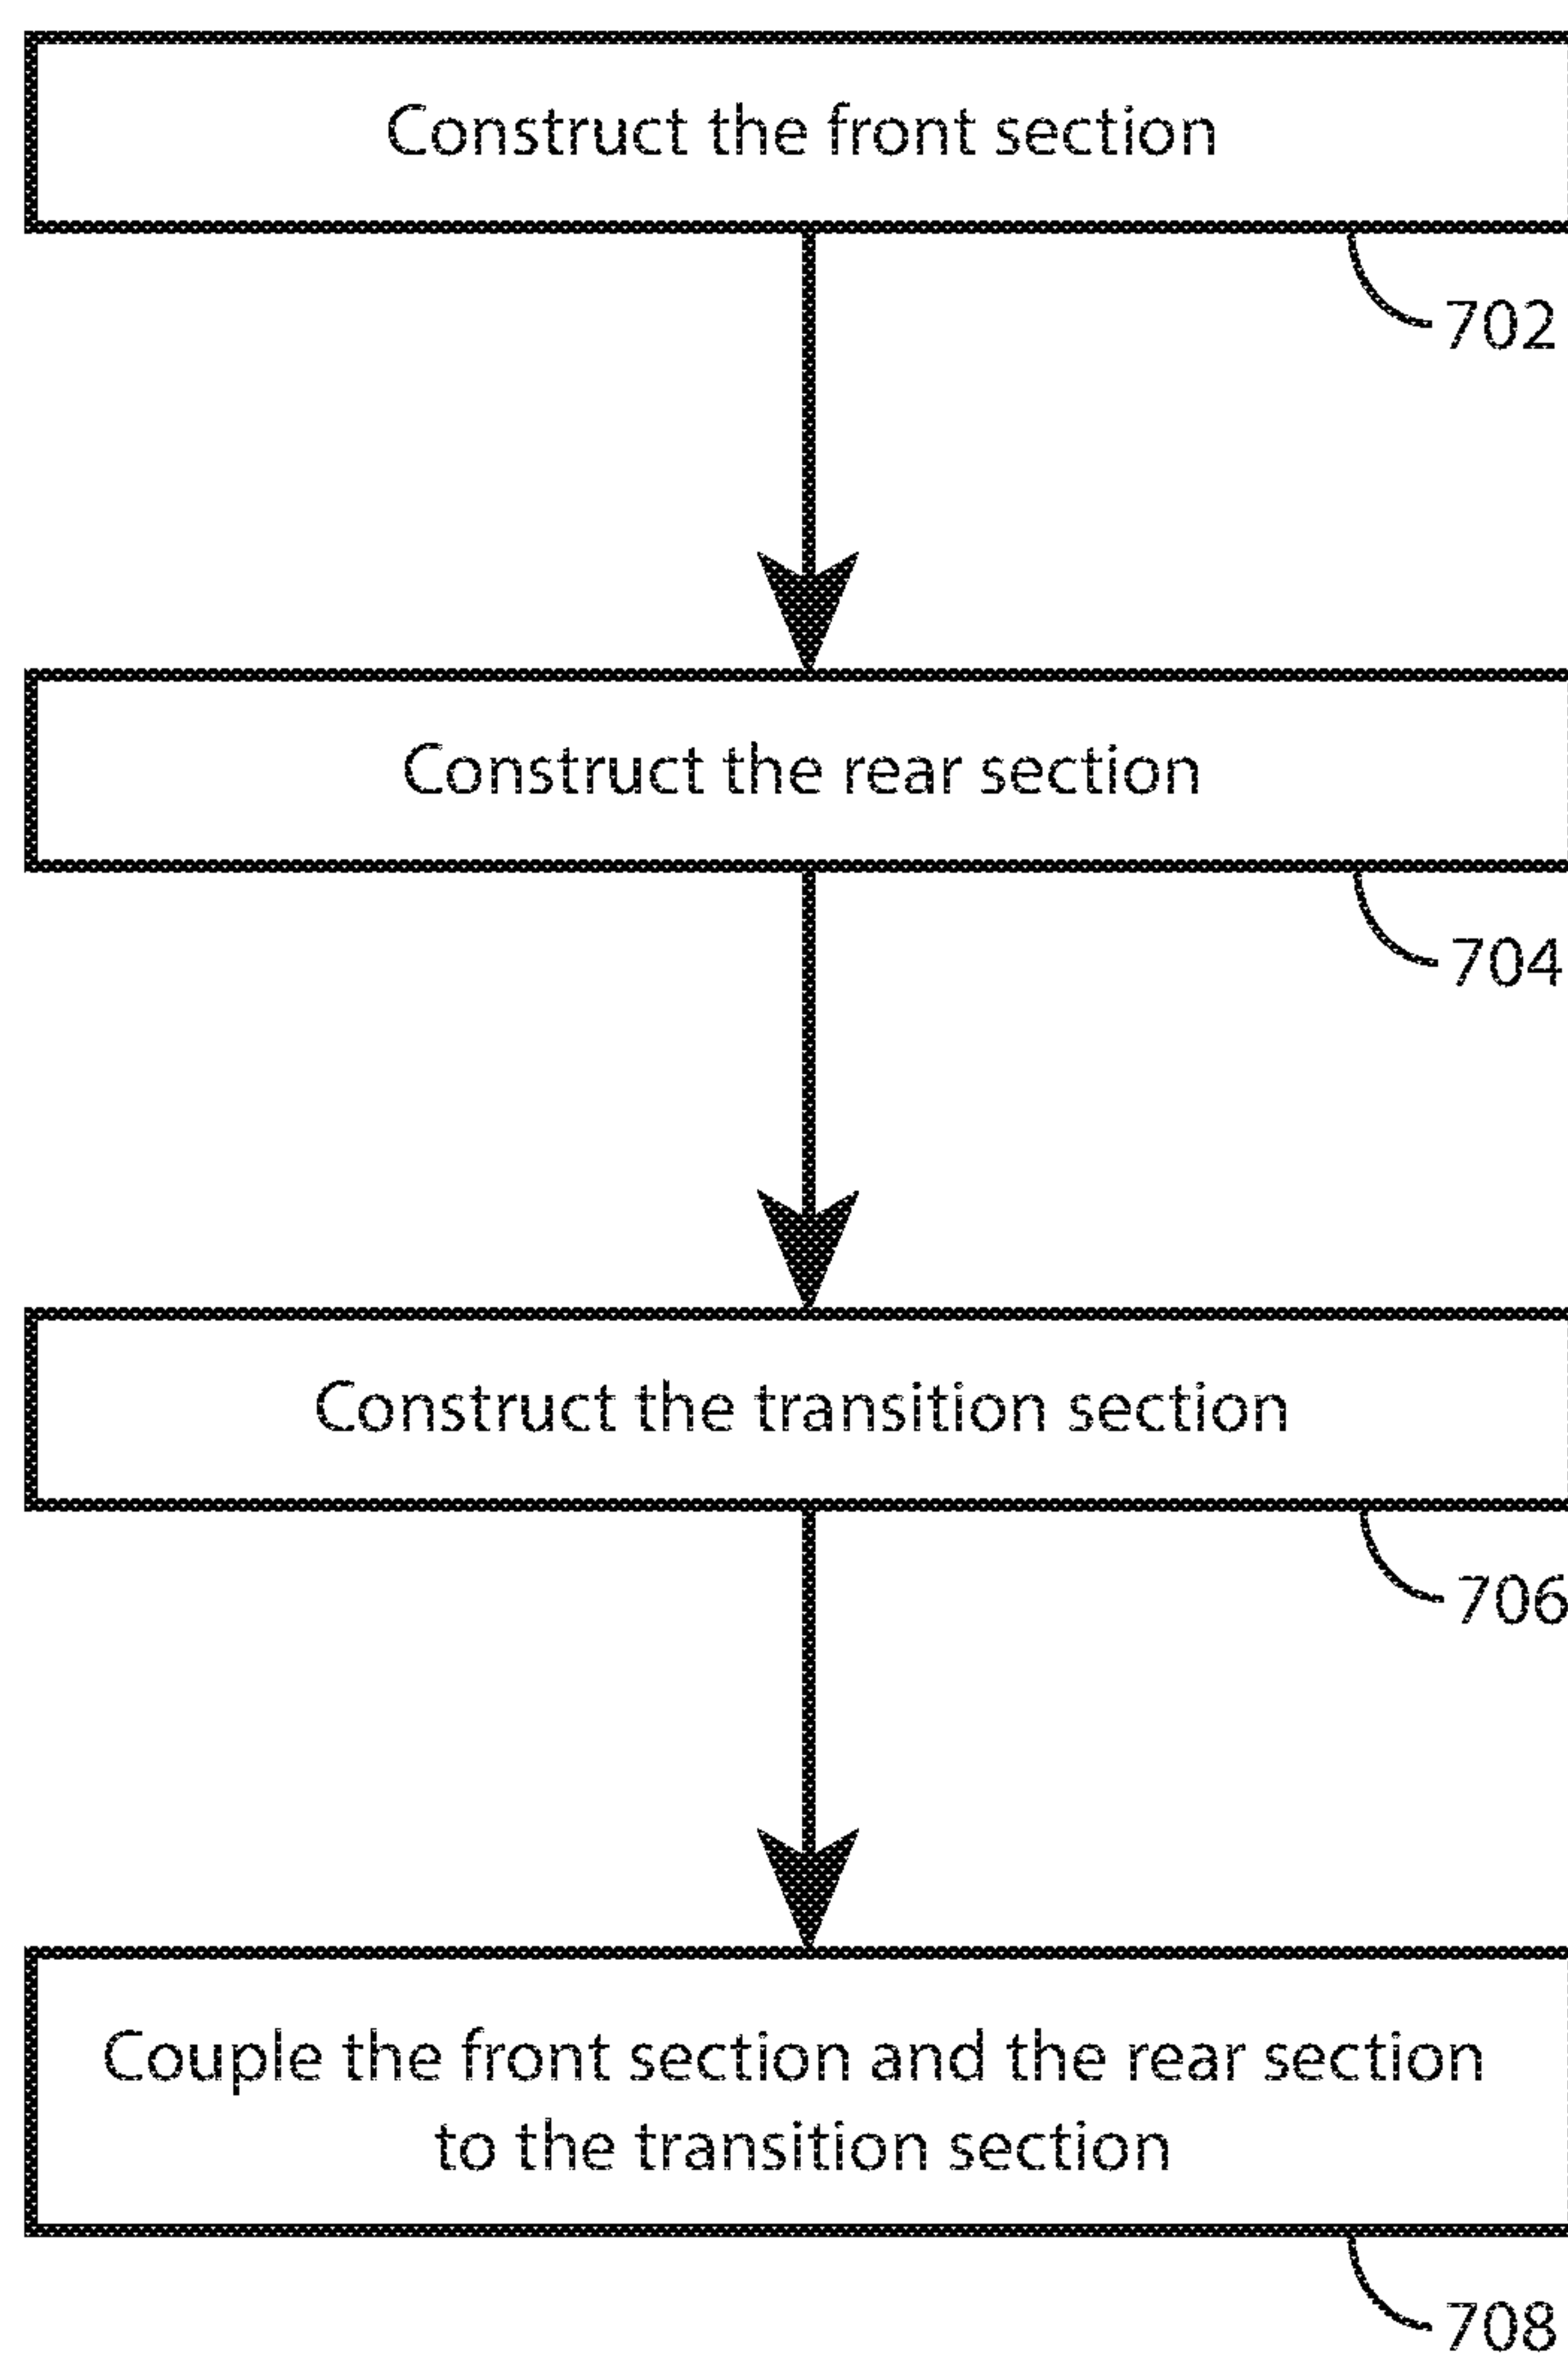 Construct the front section
702
Construct the rear section
704
Construct the transition section
706
Couple the front section and the rear section
to the transition section
708